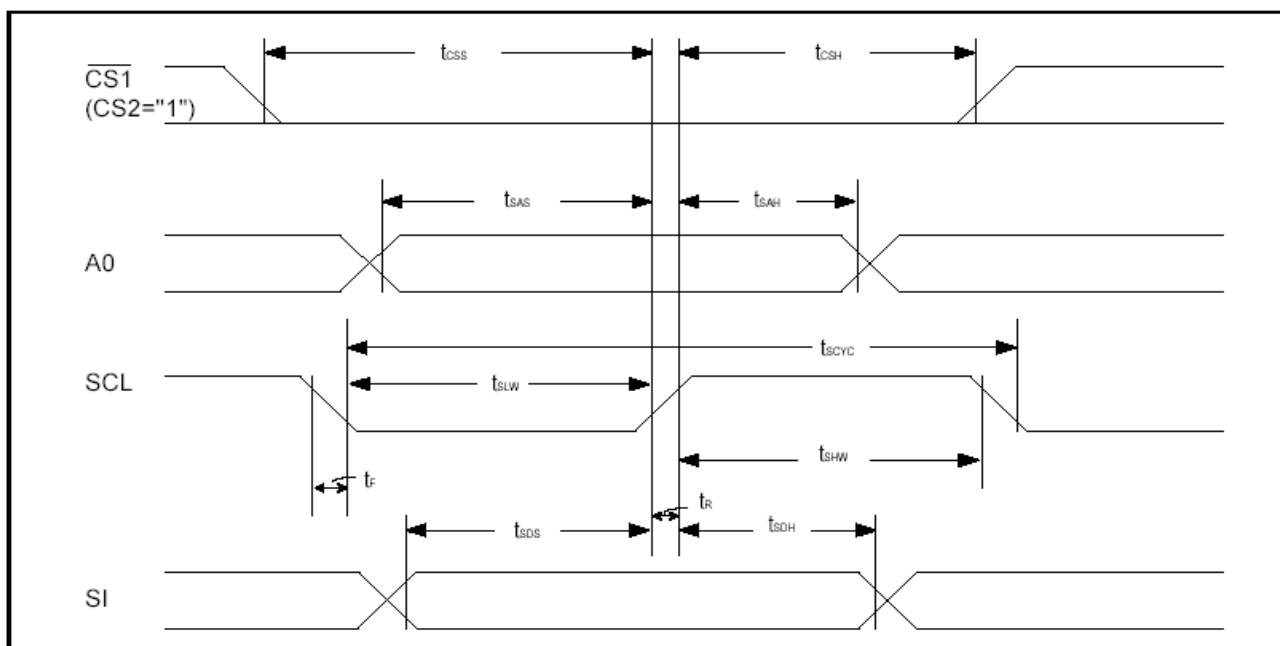 tCSS
tCSH
CS1
(CS2="1")
tSAS
tSAH
A0
tSCYC
SCL
tSLW
tSHW
tF
tR
tSDS
tSDH
SI